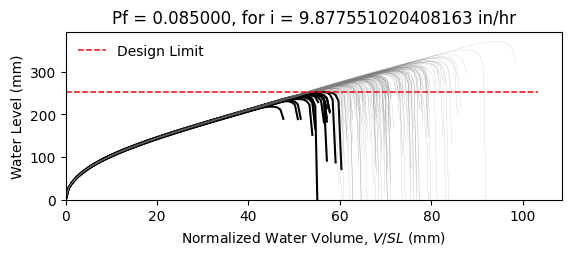 Pf = 0.085000, for i = 9.877551020408163 in/hr
Design Limit
Water Level (mm)
300
200
100
0
0 20 40 60 80 100
Normalized Water Volume, V/SL (mm)